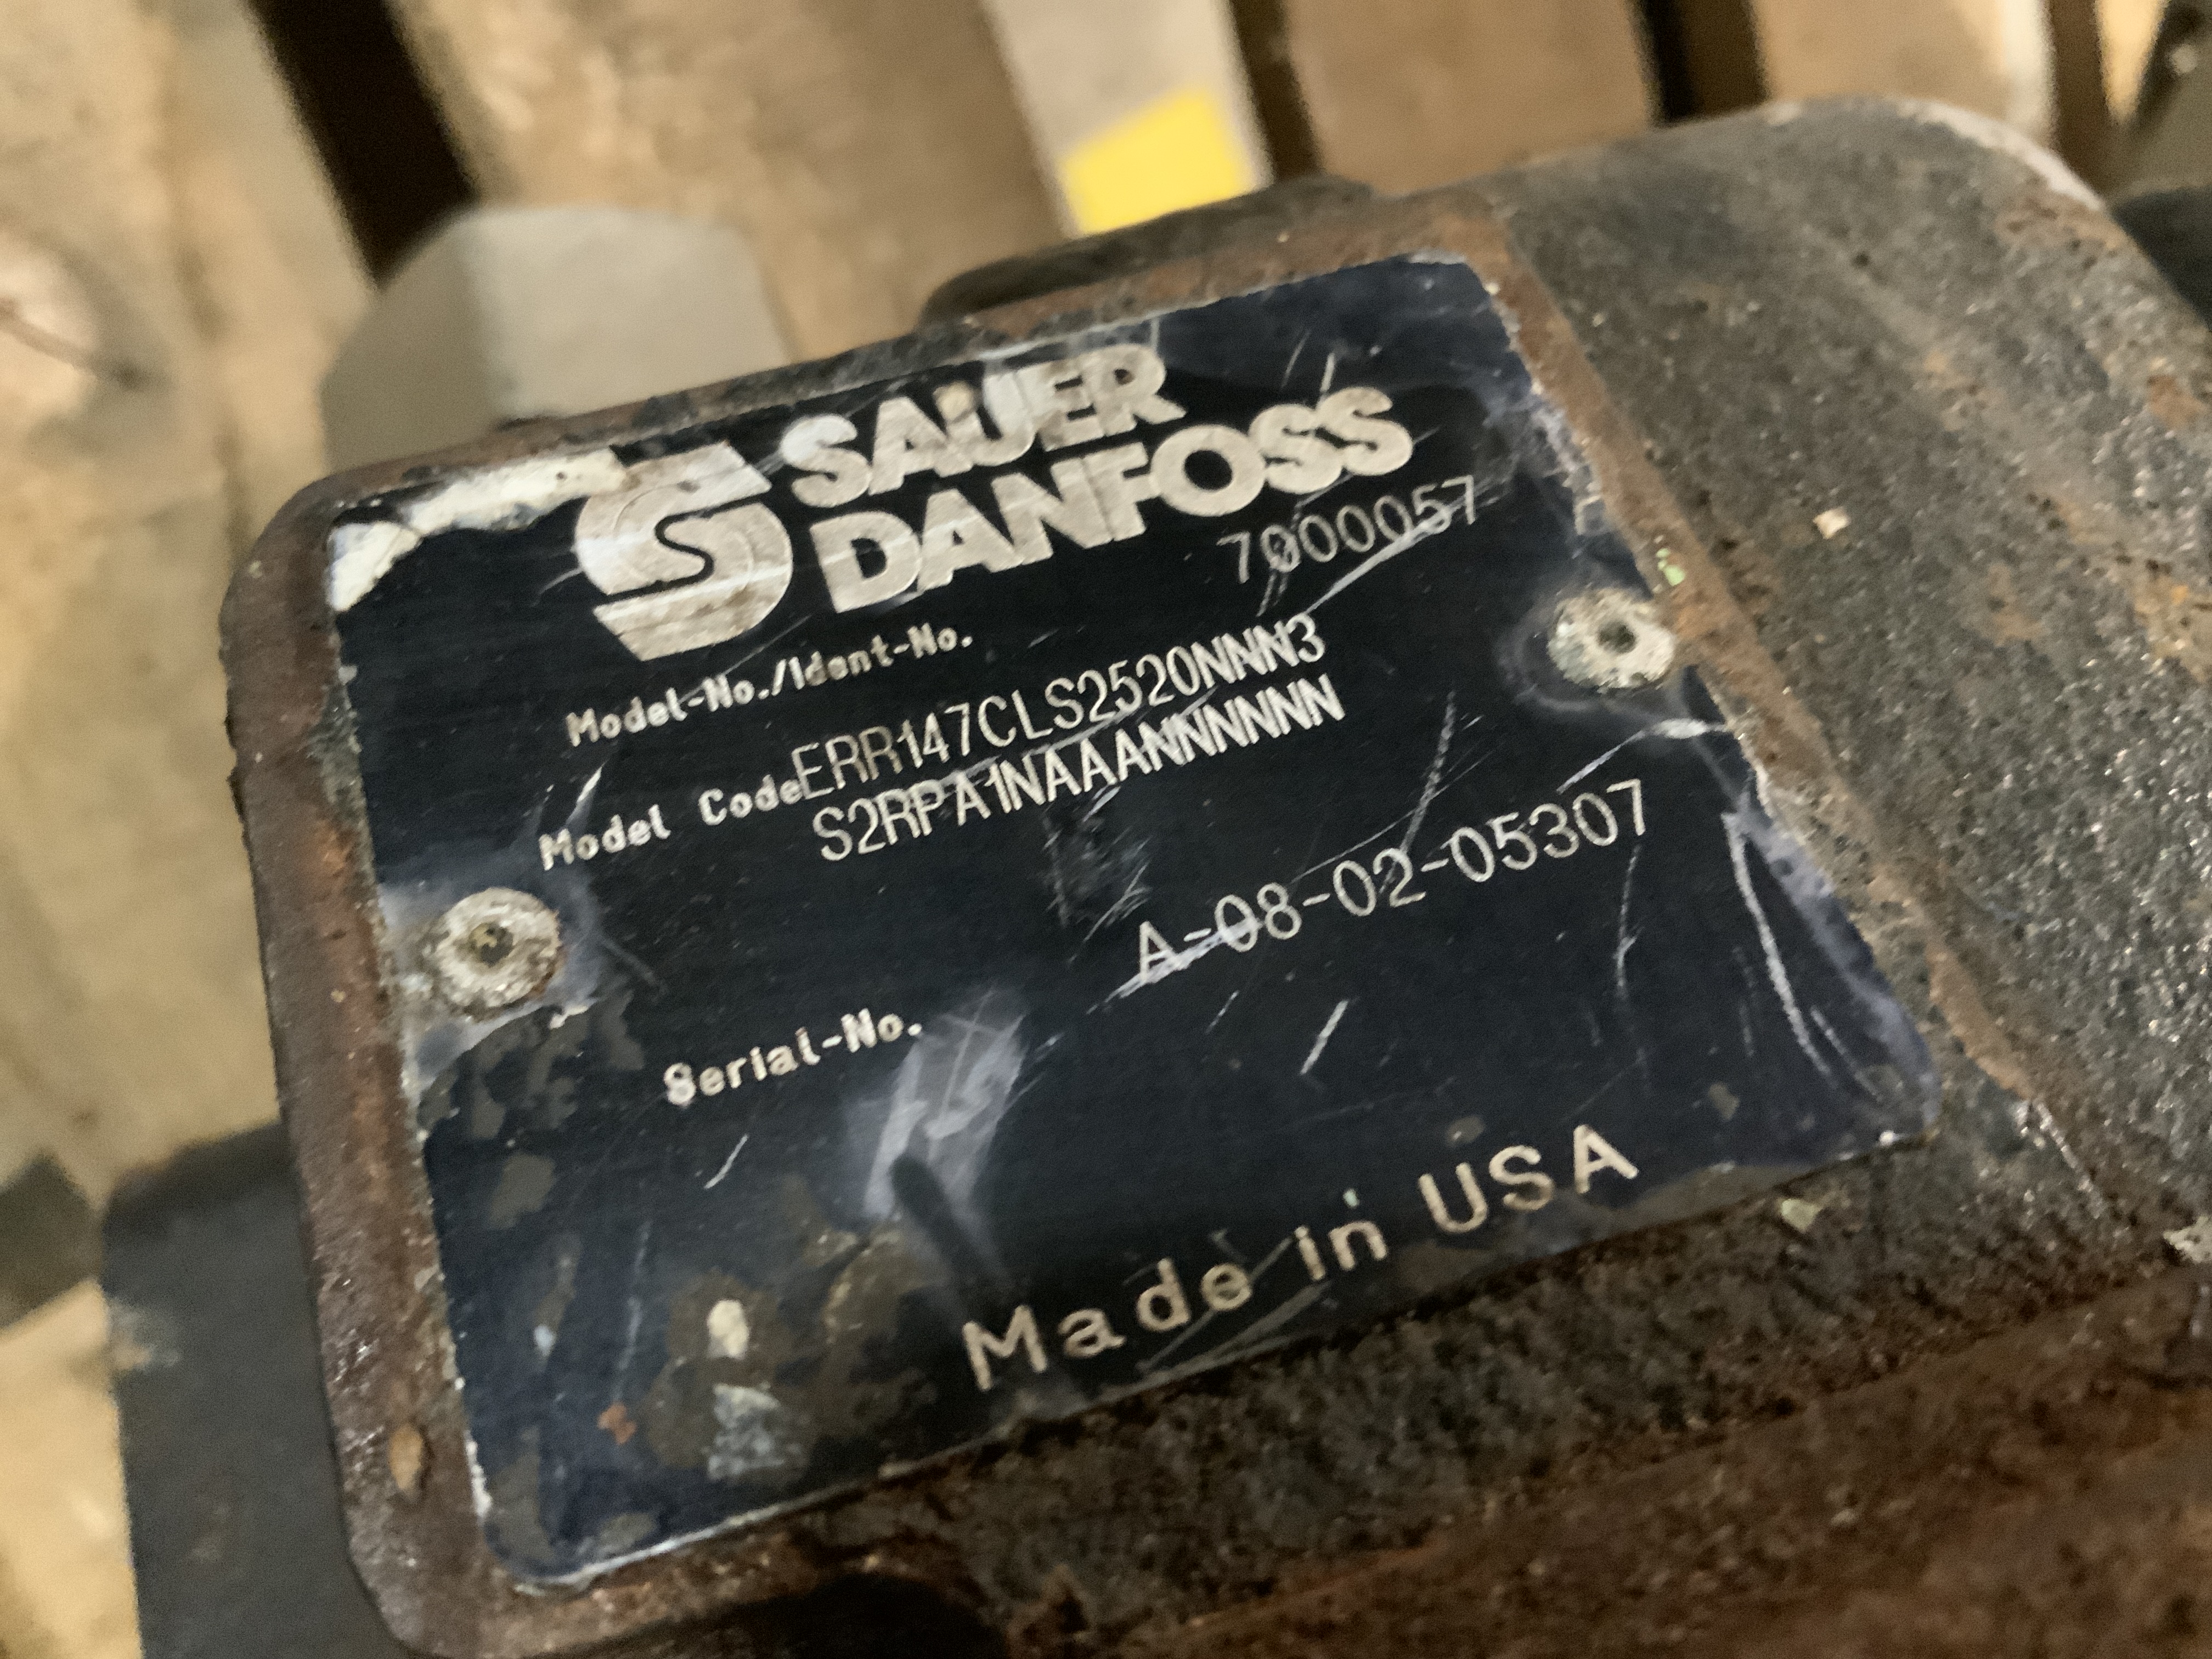 SAUER
DANFOSS
7000057
Model-No./Ident-No.
Model Code ERR147CLS2520NNN3
S2RPA1NAAANNNNNN
A-08-02-05307
Serial-No.
Made in USA